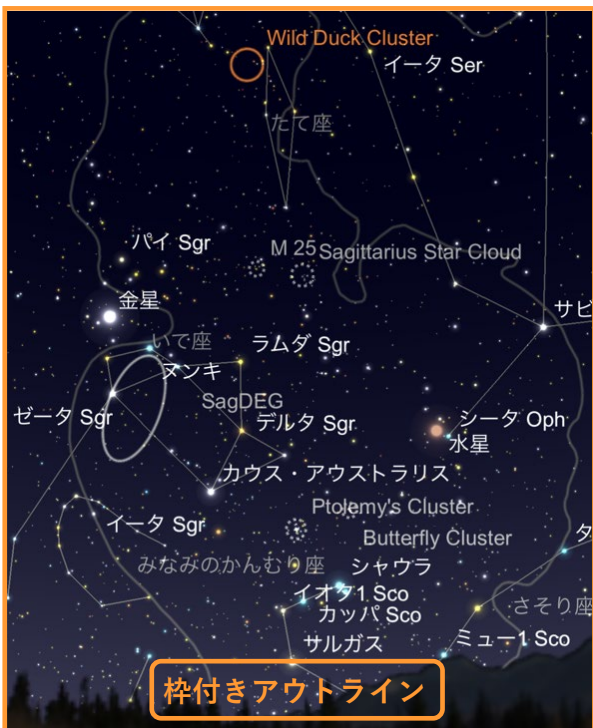 Wild Duck Cluster
イータ Ser
たて座
パイ Sgr
M 25
Sagittarius Star Cloud
金星
サビ
いて座
ラムダ Sgr
ヌンキ
SagDEG
ゼータ Sgr
デルタ Sgr
シータ Oph
水星
カウス・アウストラリス
Ptolemy's Cluster
イータ Sgr
Butterfly Cluster
タ
みなみのかんむり座
シャウラ
イオタ1 Sco
さそり座
カッパ Sco
サルガス
ミュー1 Sco
枠付きアウトライン